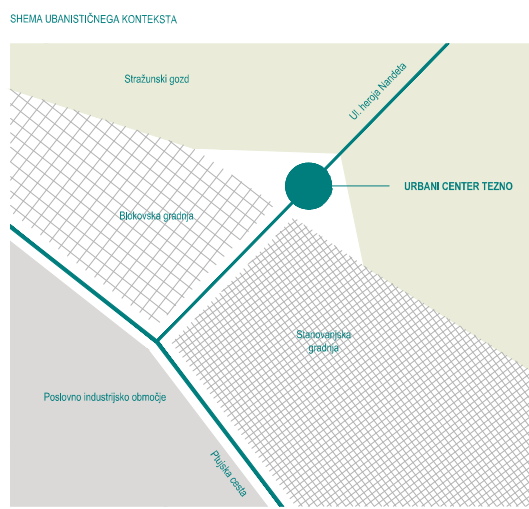 SHEMA UBANISTIČNEGA KONTEKSTA
Stražunski gozd
Ul. heroja Nandeta
URBANI CENTER TEZNO
Blokovska gradnja
Stanovanjska
gradnja
Poslovno industrijsko območje
Ptujska cesta